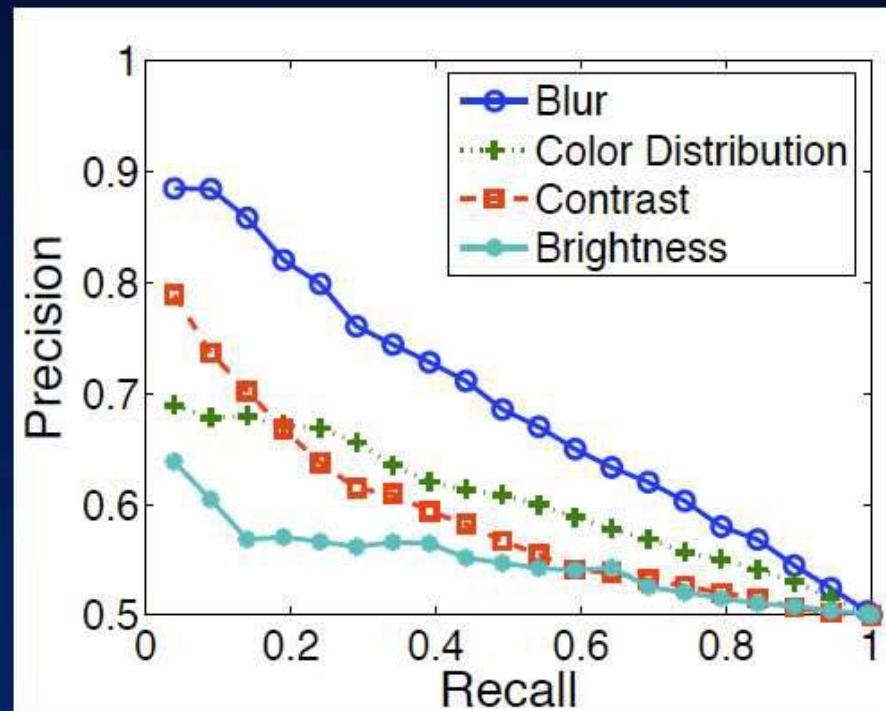 1
0.9
0.8
0.7
0.6
0.5
Precision
Blur
Color Distribution
Contrast
Brightness
0 0.2 0.4 0.6 0.8 1
Recall